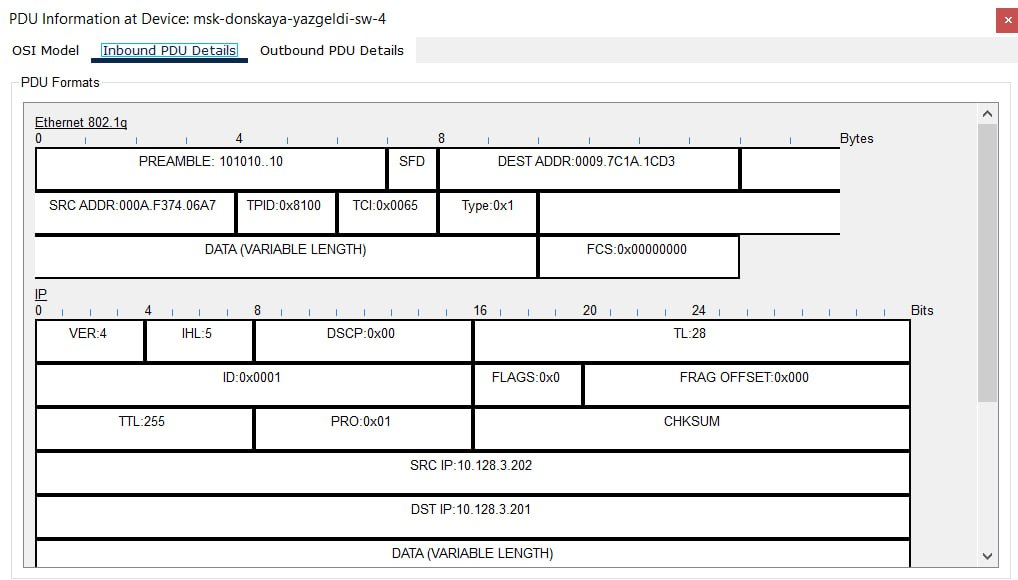 PDU Information at Device: msk-donskaya-yazgeldi-sw-4
OSI Model Inbound PDU Details Outbound PDU Details
PDU Formats
Ethernet 802.1q
0 4 8 Bytes
PREAMBLE: 101010..10 SFD DEST ADDR:0009.7C1A.1CD3
SRC ADDR:000A.F374.06A7 TPID:0x8100 TCI:0x0065 Type:0x1
DATA (VARIABLE LENGTH) FCS:0x00000000
IP
0 4 8 16 20 24 Bits
VER:4 IHL:5 DSCP:0x00 TL:28
ID:0x0001 FLAGS:0x0 FRAG OFFSET:0x000
TTL:255 PRO:0x01 CHKSUM
SRC IP:10.128.3.202
DST IP:10.128.3.201
DATA (VARIABLE LENGTH)